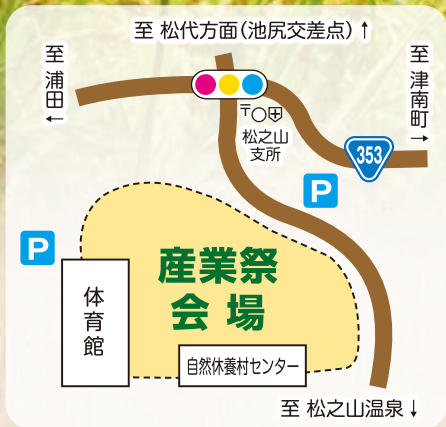 至 松代方面(池尻交差点)↑
至 浦田←
至 津南町→
〒
松之山
支所
353
P
P
産業祭
会場
体育館
自然休養村センター
至 松之山温泉↓